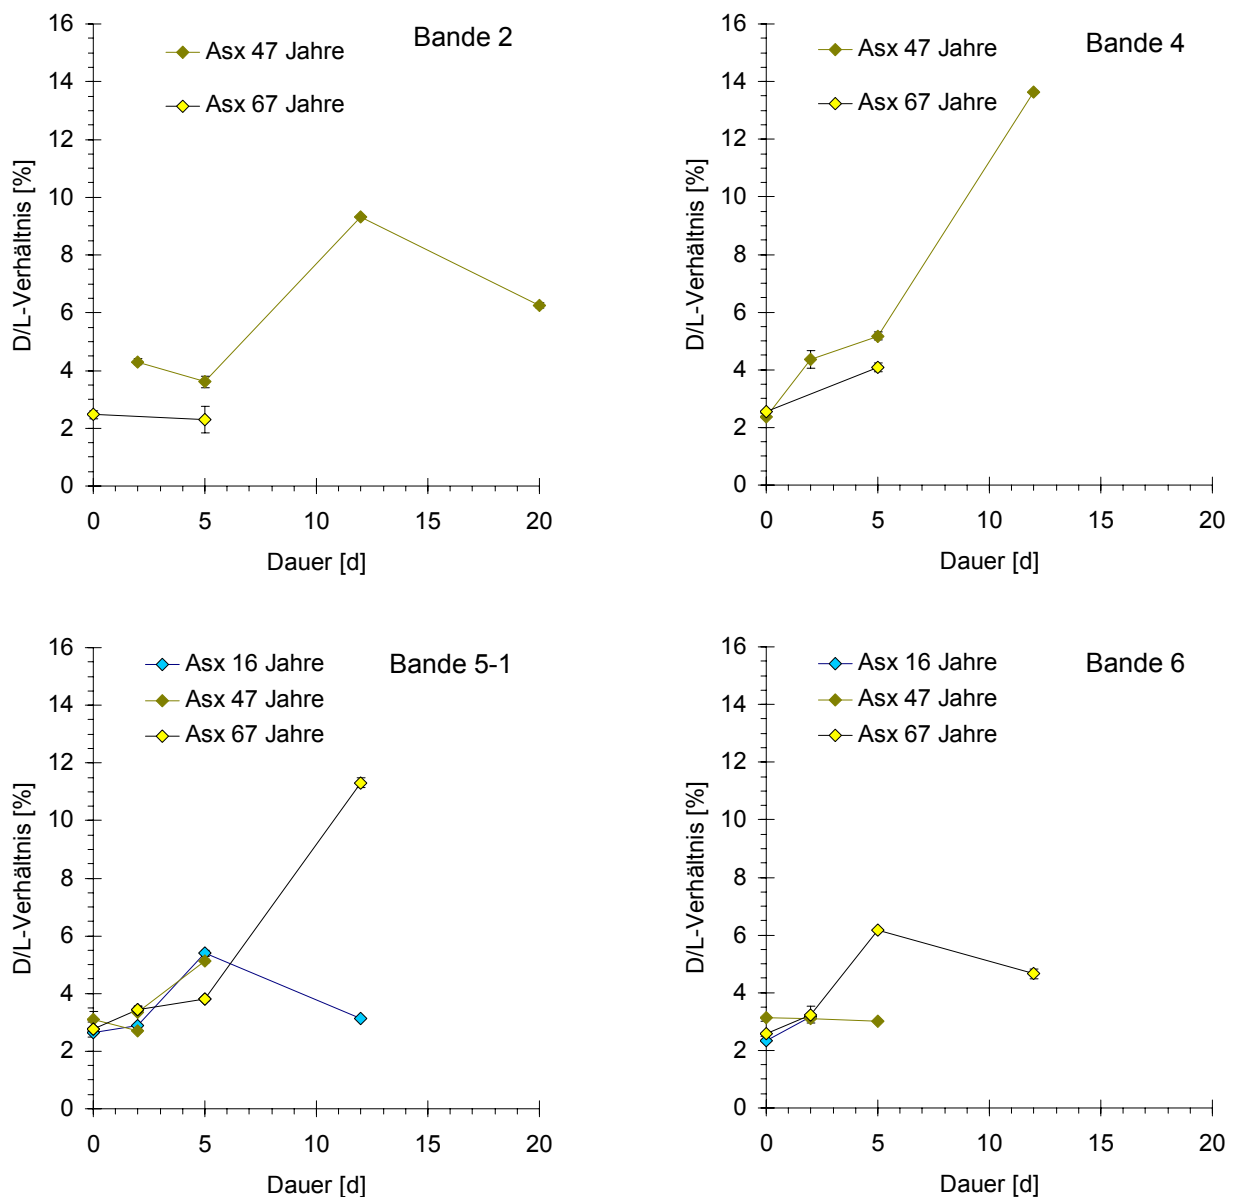 Bande 2
Asx 47 Jahre
Asx 67 Jahre
D/L-Verhältnis [%]
16
14
12
10
8
6
4
2
0
0 5 10 15 20
Dauer [d]
Bande 4
Asx 47 Jahre
Asx 67 Jahre
D/L-Verhältnis [%]
16
14
12
10
8
6
4
2
0
0 5 10 15 20
Dauer [d]
Bande 5-1
Asx 16 Jahre
Asx 47 Jahre
Asx 67 Jahre
D/L-Verhältnis [%]
16
14
12
10
8
6
4
2
0
0 5 10 15 20
Dauer [d]
Bande 6
Asx 16 Jahre
Asx 47 Jahre
Asx 67 Jahre
D/L-Verhältnis [%]
16
14
12
10
8
6
4
2
0
0 5 10 15 20
Dauer [d]